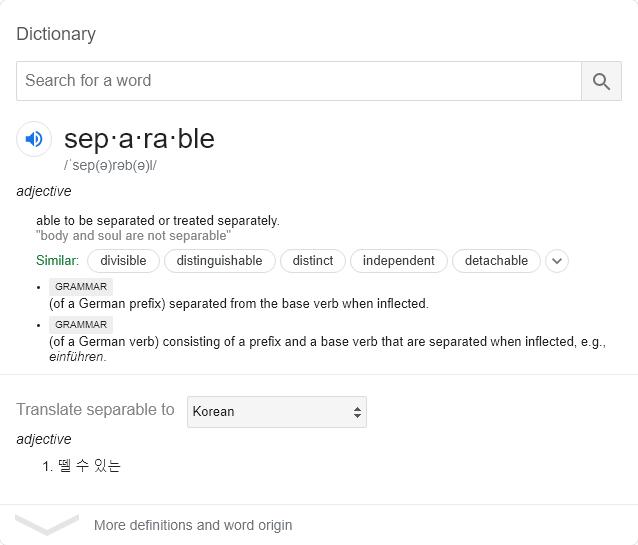 Dictionary
Search for a word
sep·a·ra·ble
/ˈsep(ə)rəb(ə)l/
adjective
able to be separated or treated separately.
"body and soul are not separable"
Similar: divisible distinguishable distinct independent detachable
• GRAMMAR
(of a German prefix) separated from the base verb when inflected.
• GRAMMAR
(of a German verb) consisting of a prefix and a base verb that are separated when inflected, e.g.,
einführen.
Translate separable to Korean
adjective
1. 뗄 수 있는
More definitions and word origin